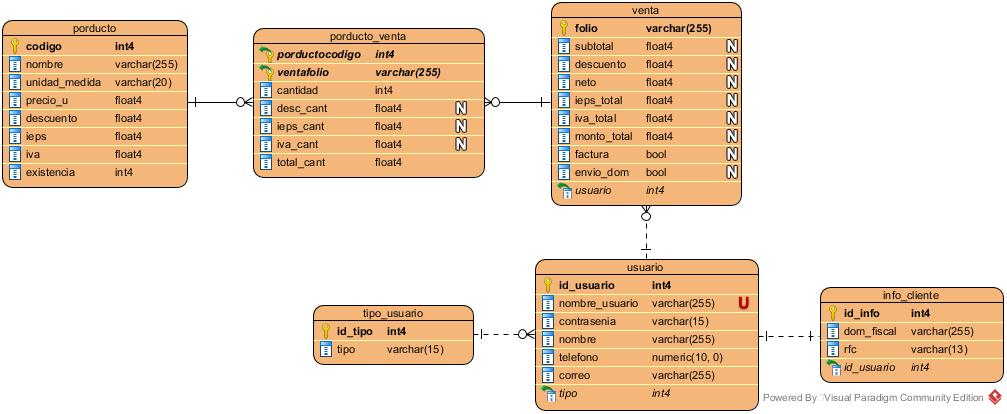 porducto
codigo int4
nombre varchar(255)
unidad_medida varchar(20)
precio_u float4
descuento float4
ieps float4
iva float4
existencia int4
porducto_venta
porductocodigo int4
ventafolio varchar(255)
cantidad int4
desc_cant float4 N
ieps_cant float4 N
iva_cant float4 N
total_cant float4
venta
folio varchar(255)
subtotal float4 N
descuento float4 N
neto float4 N
ieps_total float4 N
iva_total float4 N
monto_total float4 N
factura bool N
envio_dom bool N
usuario int4
tipo_usuario
id_tipo int4
tipo varchar(15)
usuario
id_usuario int4
nombre_usuario varchar(255) U
contrasenia varchar(15)
nombre varchar(255)
telefono numeric(10, 0)
correo varchar(255)
tipo int4
info_cliente
id_info int4
dom_fiscal varchar(255)
rfc varchar(13)
id_usuario int4
Powered By Visual Paradigm Community Edition